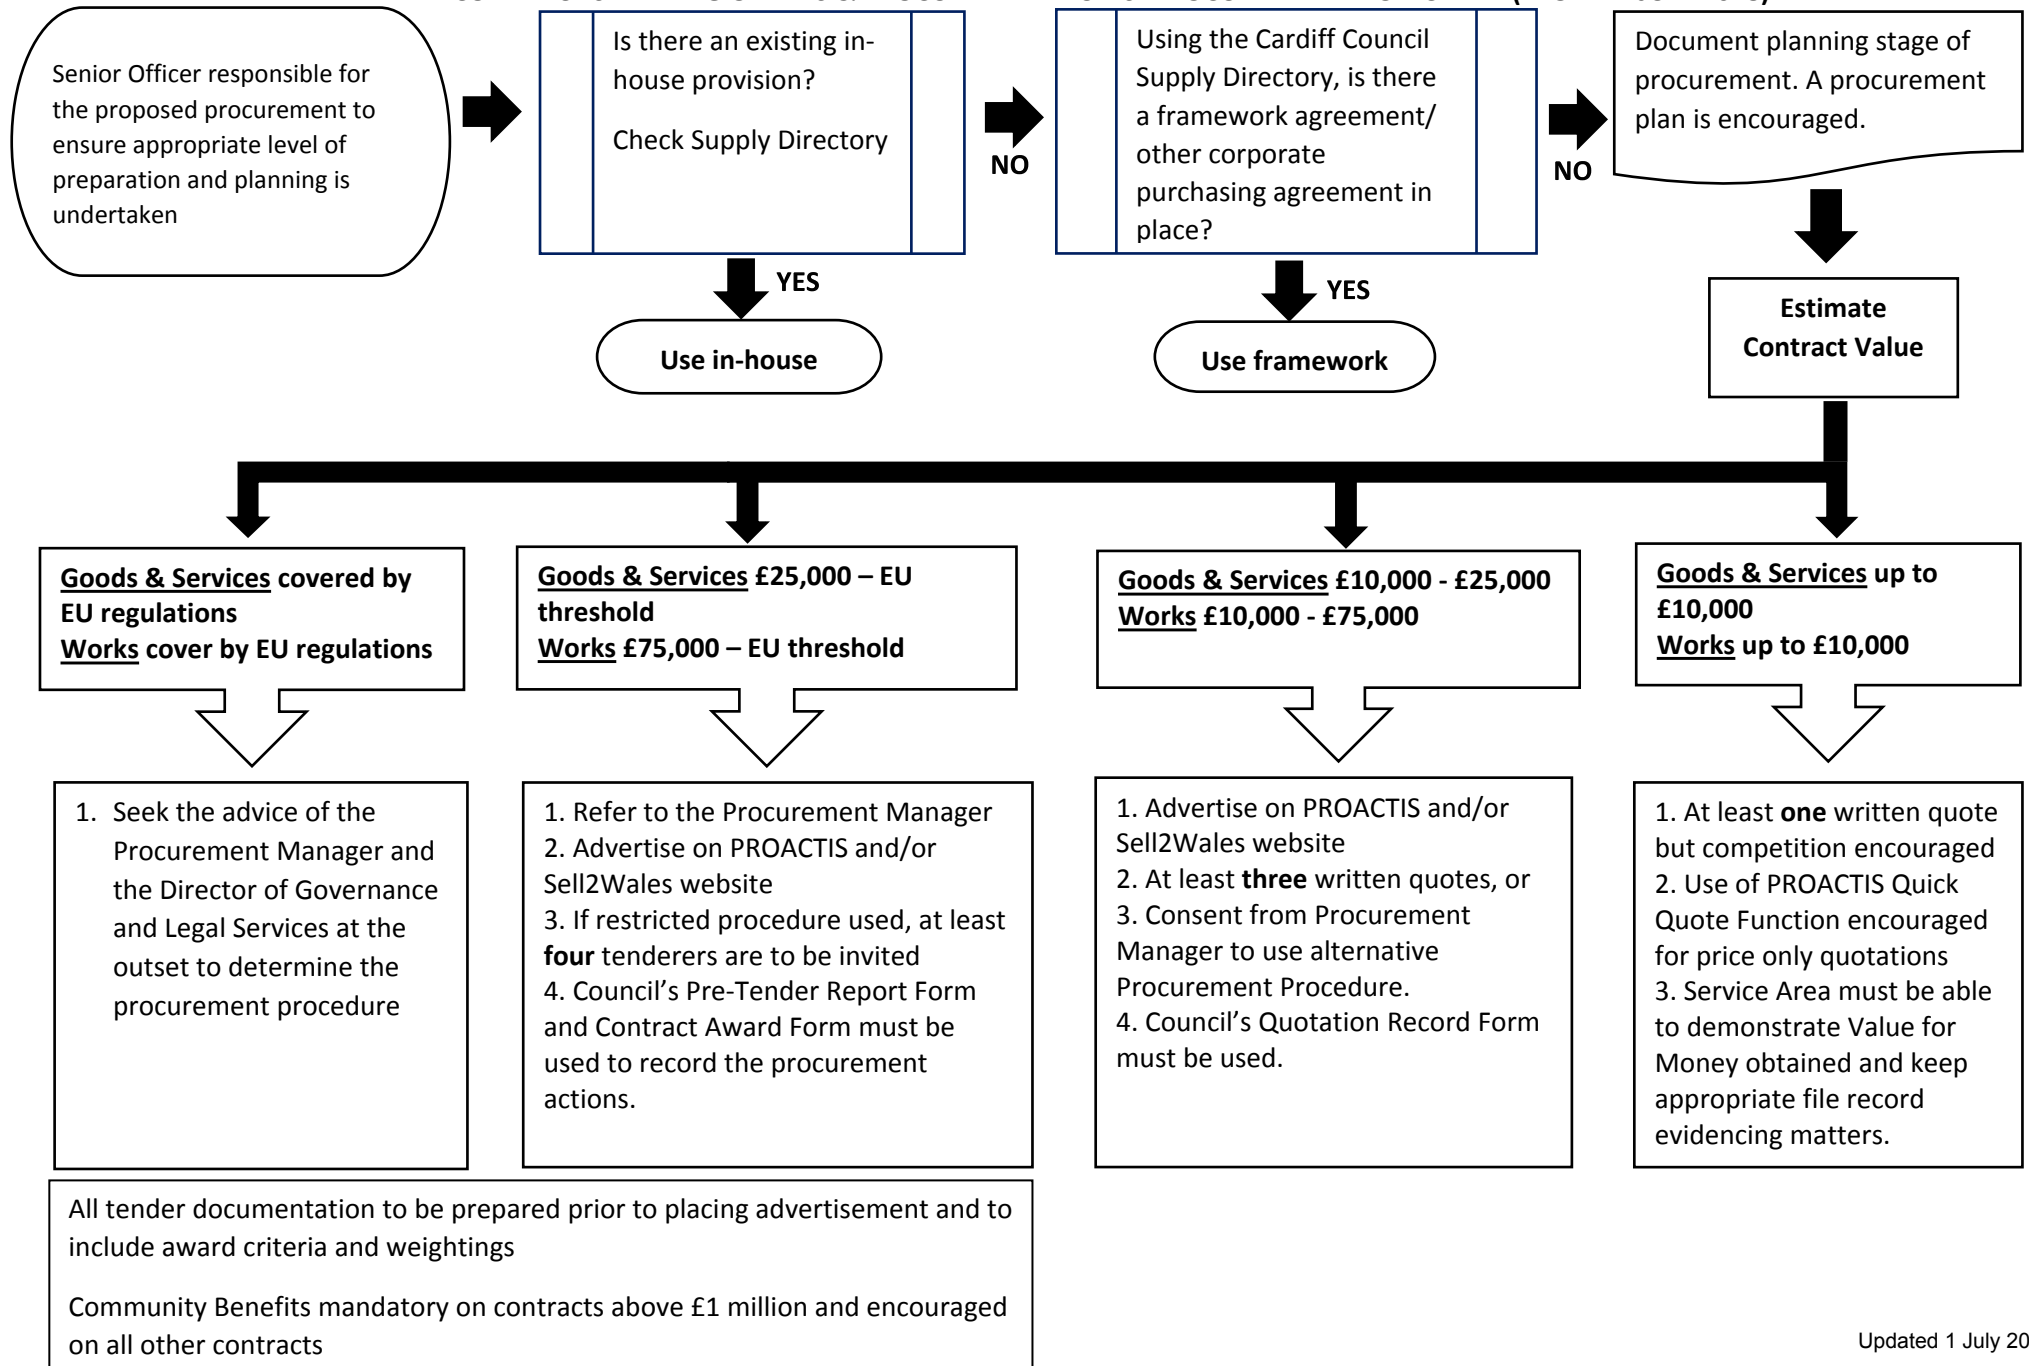 Senior Officer responsible for
the proposed procurement to
ensure appropriate level of
preparation and planning is
undertaken
Is there an existing in-
house provision?
Check Supply Directory
NO
YES
Use in-house
Using the Cardiff Council
Supply Directory, is there
a framework agreement/
other corporate
purchasing agreement in
place?
NO
YES
Use framework
Document planning stage of
procurement. A procurement
plan is encouraged.
Estimate
Contract Value
Goods & Services covered by
EU regulations
Works cover by EU regulations
1. Seek the advice of the
Procurement Manager and
the Director of Governance
and Legal Services at the
outset to determine the
procurement procedure
Goods & Services £25,000 – EU
threshold
Works £75,000 – EU threshold
1. Refer to the Procurement Manager
2. Advertise on PROACTIS and/or
Sell2Wales website
3. If restricted procedure used, at least
four tenderers are to be invited
4. Council’s Pre-Tender Report Form
and Contract Award Form must be
used to record the procurement
actions.
Goods & Services £10,000 - £25,000
Works £10,000 - £75,000
1. Advertise on PROACTIS and/or
Sell2Wales website
2. At least three written quotes, or
3. Consent from Procurement
Manager to use alternative
Procurement Procedure.
4. Council’s Quotation Record Form
must be used.
Goods & Services up to
£10,000
Works up to £10,000
1. At least one written quote
but competition encouraged
2. Use of PROACTIS Quick
Quote Function encouraged
for price only quotations
3. Service Area must be able
to demonstrate Value for
Money obtained and keep
appropriate file record
evidencing matters.
All tender documentation to be prepared prior to placing advertisement and to
include award criteria and weightings
Community Benefits mandatory on contracts above £1 million and encouraged
on all other contracts
Updated 1 July 20